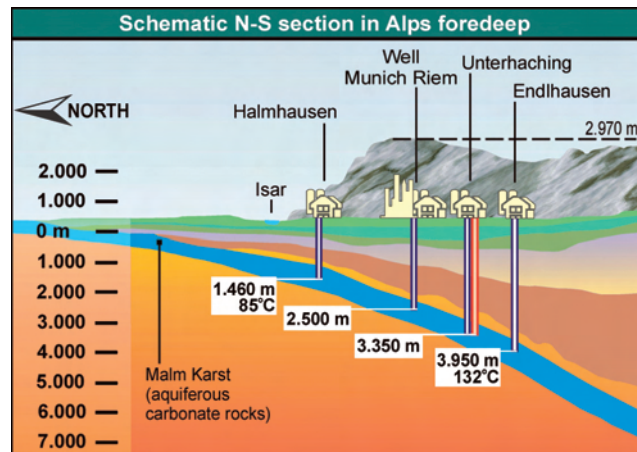 Schematic N-S section in Alps foredeep
Well
Munich Riem
Unterhaching
Halmhausen
Endlhausen
NORTH
2.970 m
2.000
1.000
Isar
0 m
1.000
2.000
3.000
4.000
5.000
6.000
7.000
1.460 m
85°C
2.500 m
3.350 m
3.950 m
132°C
Malm Karst
(aquiferous
carbonate rocks)